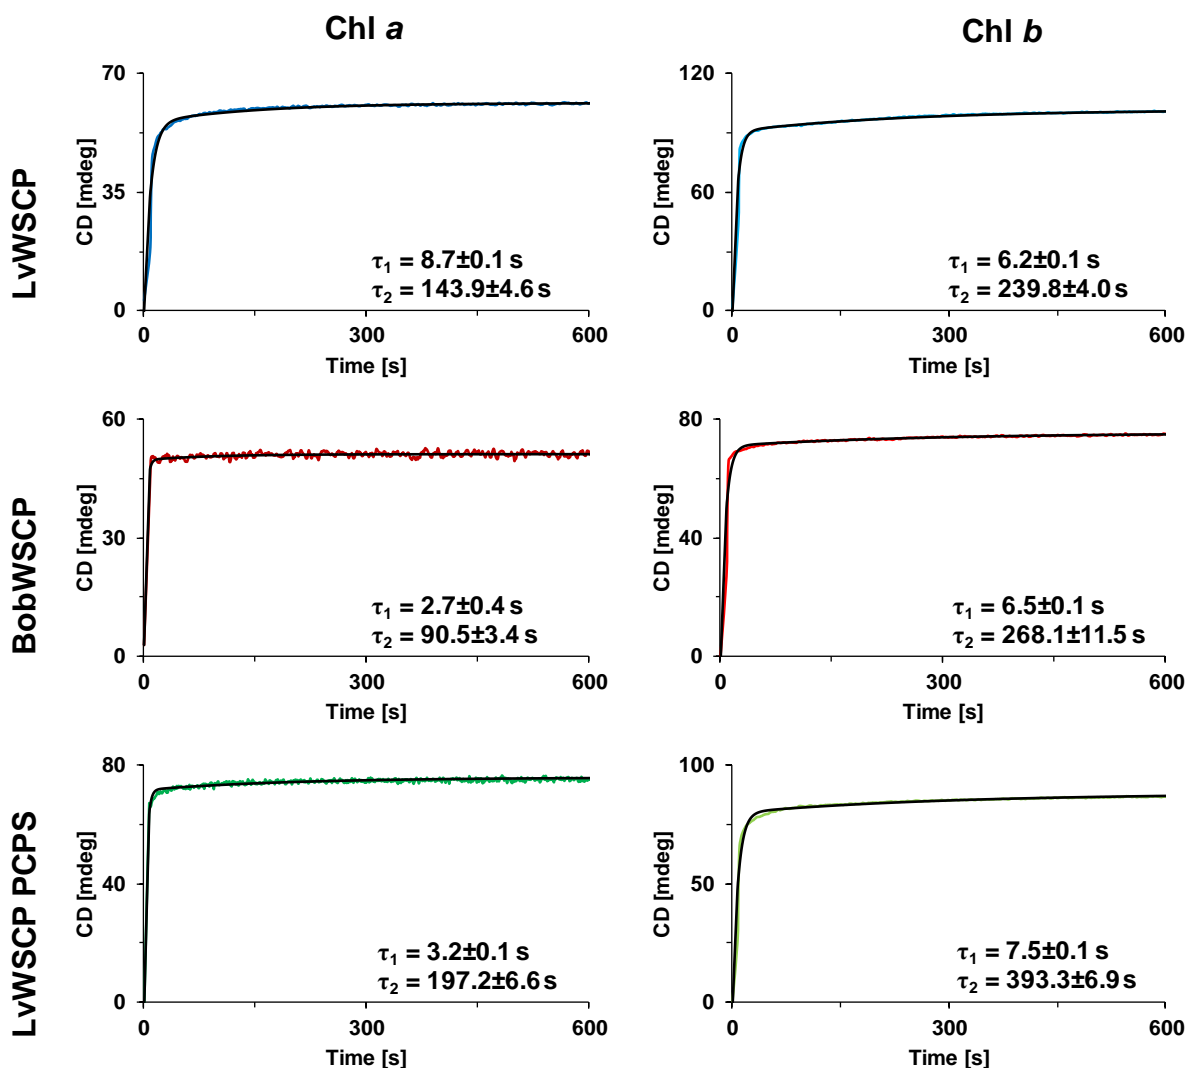 Chl a
Chl b
LvWSCP
CD [mdeg]
70
35
0
τ1 = 8.7±0.1 s
τ2 = 143.9±4.6 s
0
300
600
Time [s]
CD [mdeg]
120
60
0
τ1 = 6.2±0.1 s
τ2 = 239.8±4.0 s
0
300
600
Time [s]
BobWSCP
CD [mdeg]
60
30
0
τ1 = 2.7±0.4 s
τ2 = 90.5±3.4 s
0
300
600
Time [s]
CD [mdeg]
80
40
0
τ1 = 6.5±0.1 s
τ2 = 268.1±11.5 s
0
300
600
Time [s]
LvWSCP PCPS
CD [mdeg]
80
40
0
τ1 = 3.2±0.1 s
τ2 = 197.2±6.6 s
0
300
600
Time [s]
CD [mdeg]
100
50
0
τ1 = 7.5±0.1 s
τ2 = 393.3±6.9 s
0
300
600
Time [s]